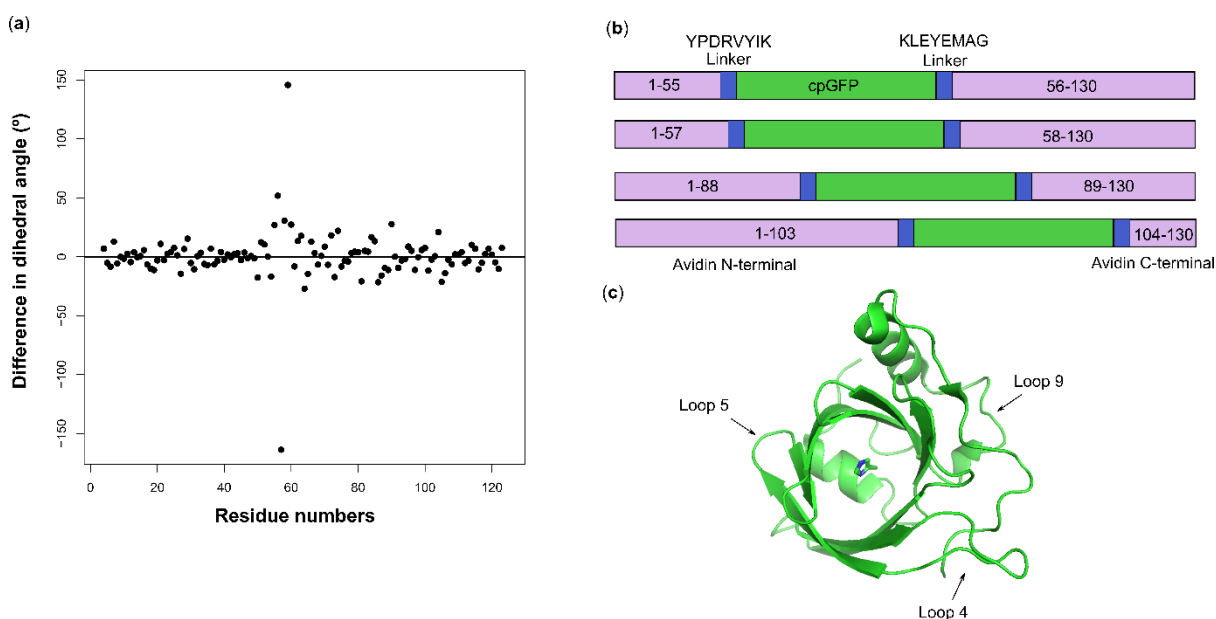 (a)
Difference in dihedral angle (º)
150
100
50
0
−50
−100
−150
0 20 40 60 80 100 120
Residue numbers
(b)
YPDRVYIK KLEYEMAG
Linker Linker
1-55 cpGFP 56-130
1-57 58-130
1-88 89-130
1-103 104-130
Avidin N-terminal Avidin C-terminal
(c)
Loop 9
Loop 5
Loop 4